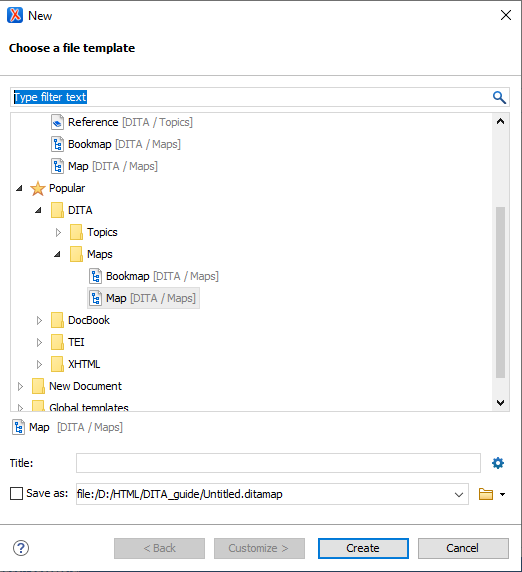 New
Choose a file template
Type filter text
Reference [DITA / Topics]
Bookmap [DITA / Maps]
Map [DITA / Maps]
Popular
DITA
Topics
Maps
Bookmap [DITA / Maps]
Map [DITA / Maps]
DocBook
TEI
XHTML
New Document
Global templates
Map [DITA / Maps]
Title:
Save as: file:/D:/HTML/DITA_guide/Untitled.ditamap
? < Back Customize > Create Cancel